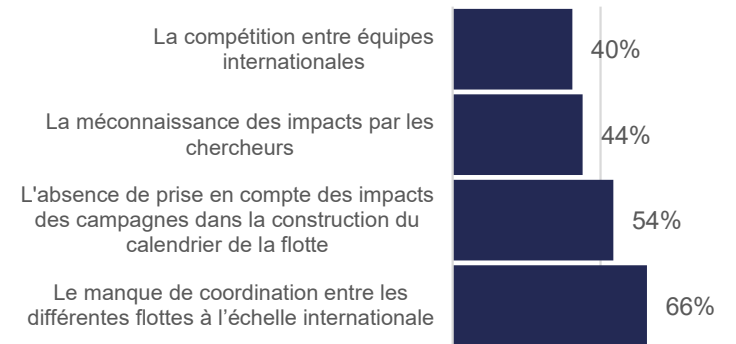 La compétition entre équipes
internationales
40%
La méconnaissance des impacts par les
chercheurs
44%
L'absence de prise en compte des impacts
des campagnes dans la construction du
calendrier de la flotte
54%
Le manque de coordination entre les
différentes flottes à l’échelle internationale
66%